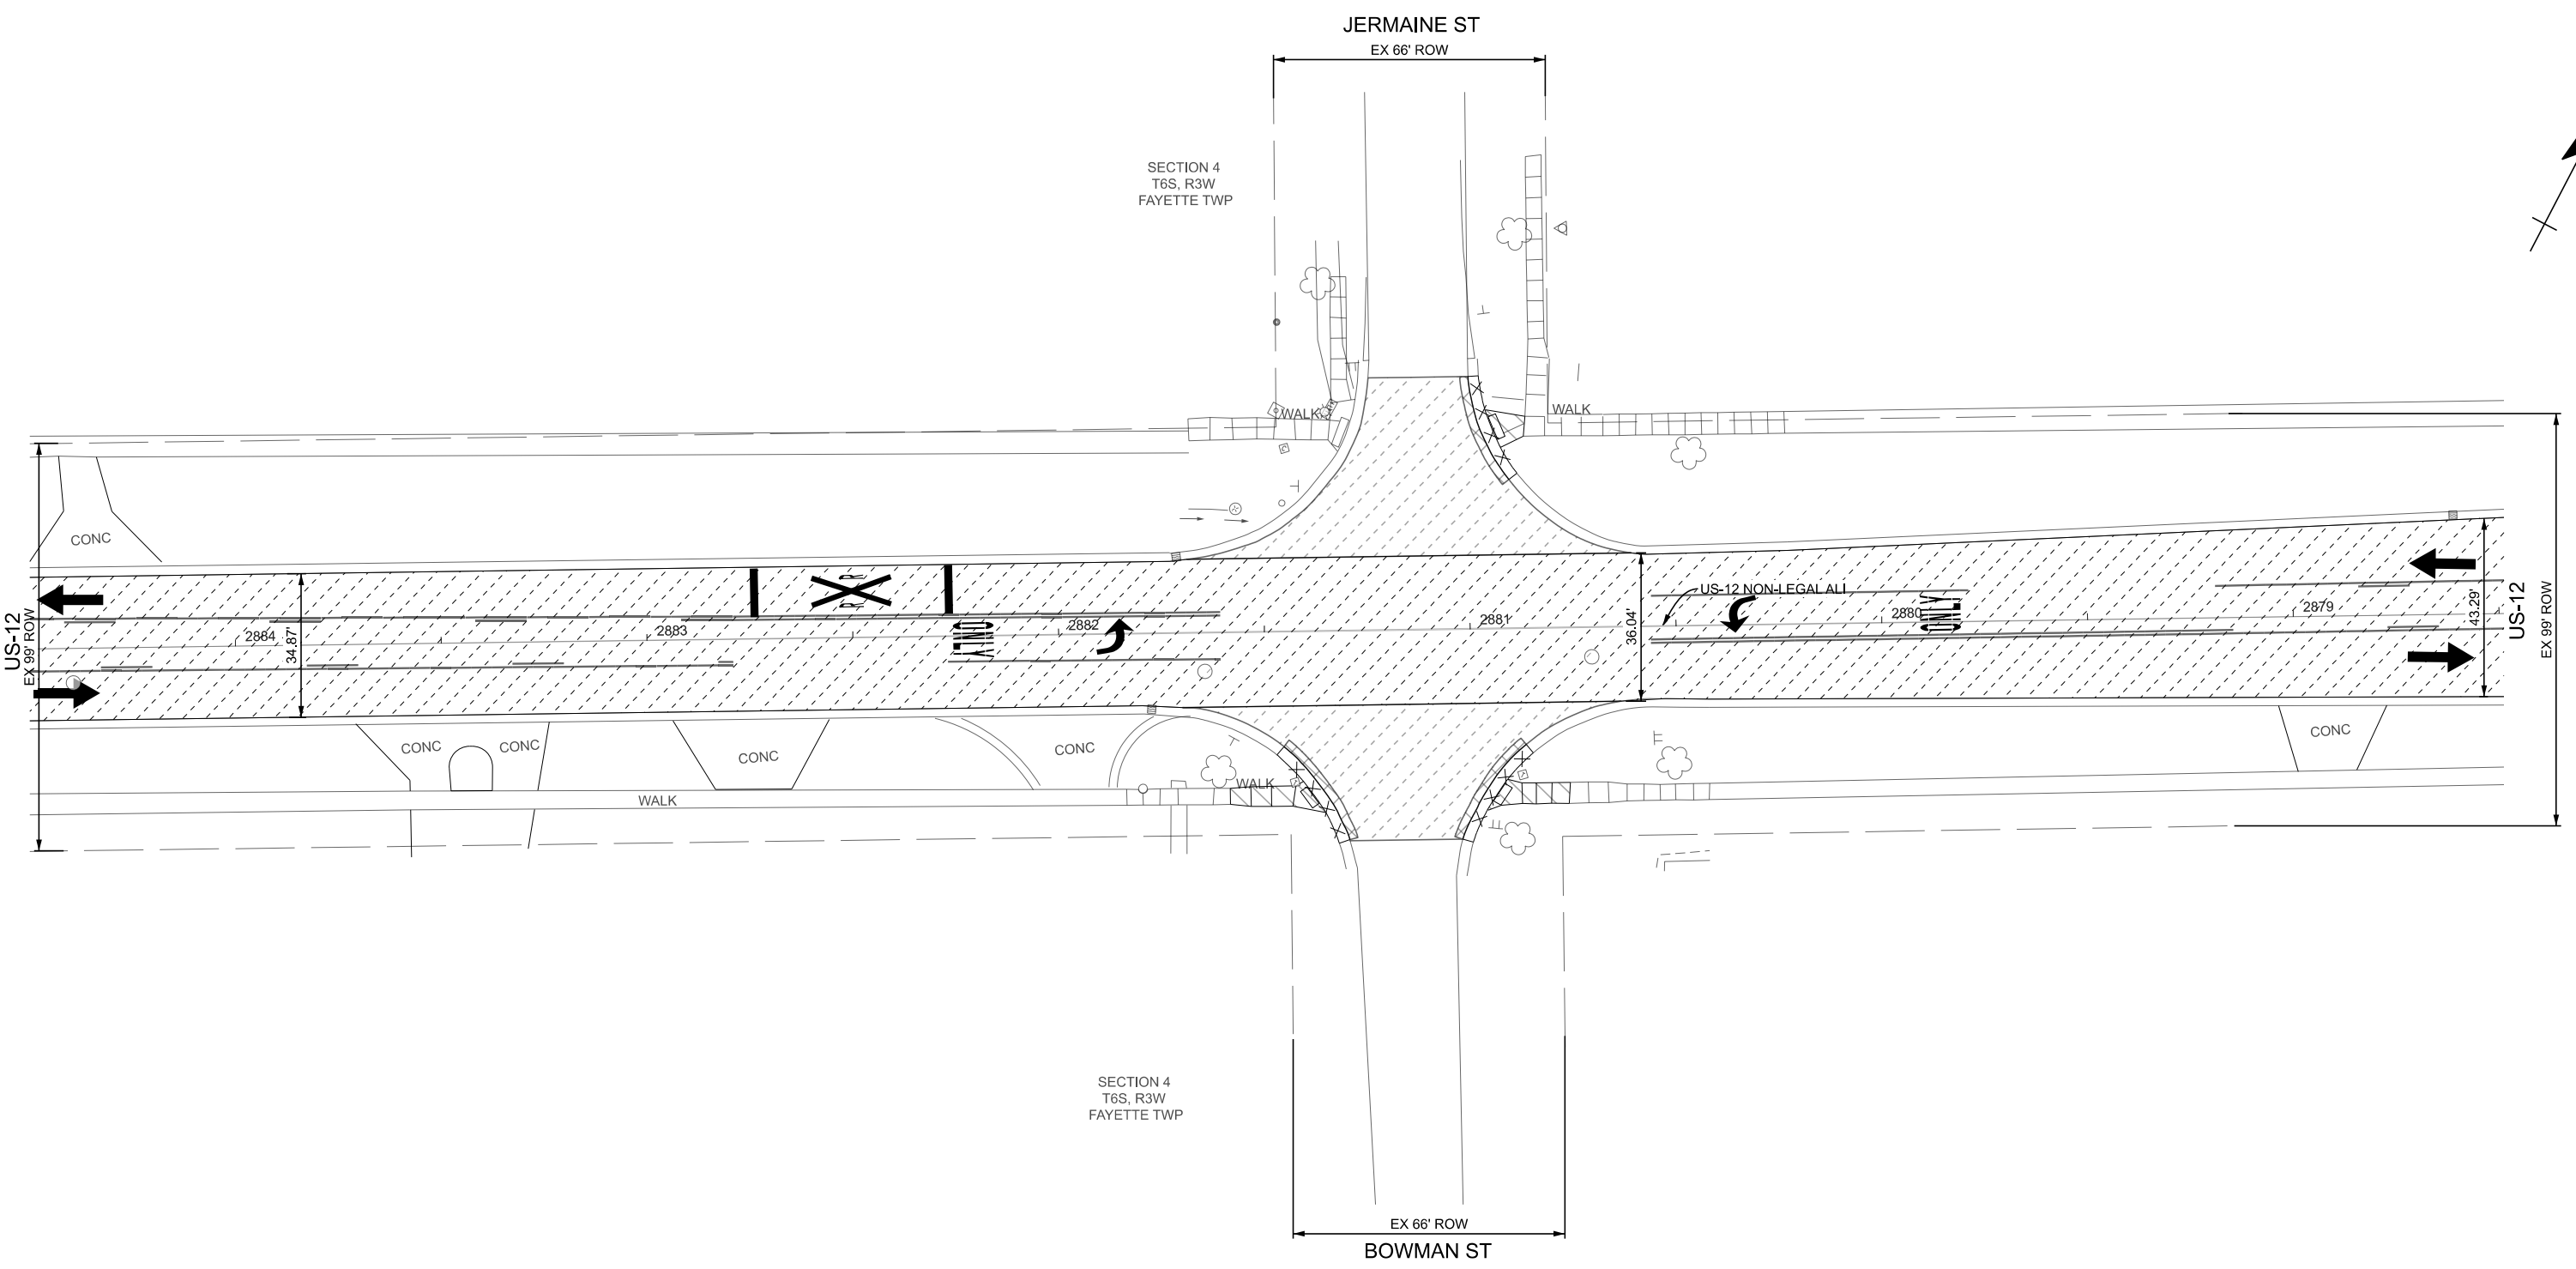 JERMAINE ST
EX 66' ROW
SECTION 4
T6S, R3W
FAYETTE TWP
WALK
WALK
CONC
US-12
EX 99' ROW
34.87'
2884
2883
R
R
ONLY
2882
2881
36.04'
US-12 NON-LEGAL ALI
2880
ONLY
2879
43.29'
US-12
EX 99' ROW
CONC
CONC
CONC
CONC
CONC
WALK
WALK
SECTION 4
T6S, R3W
FAYETTE TWP
EX 66' ROW
BOWMAN ST